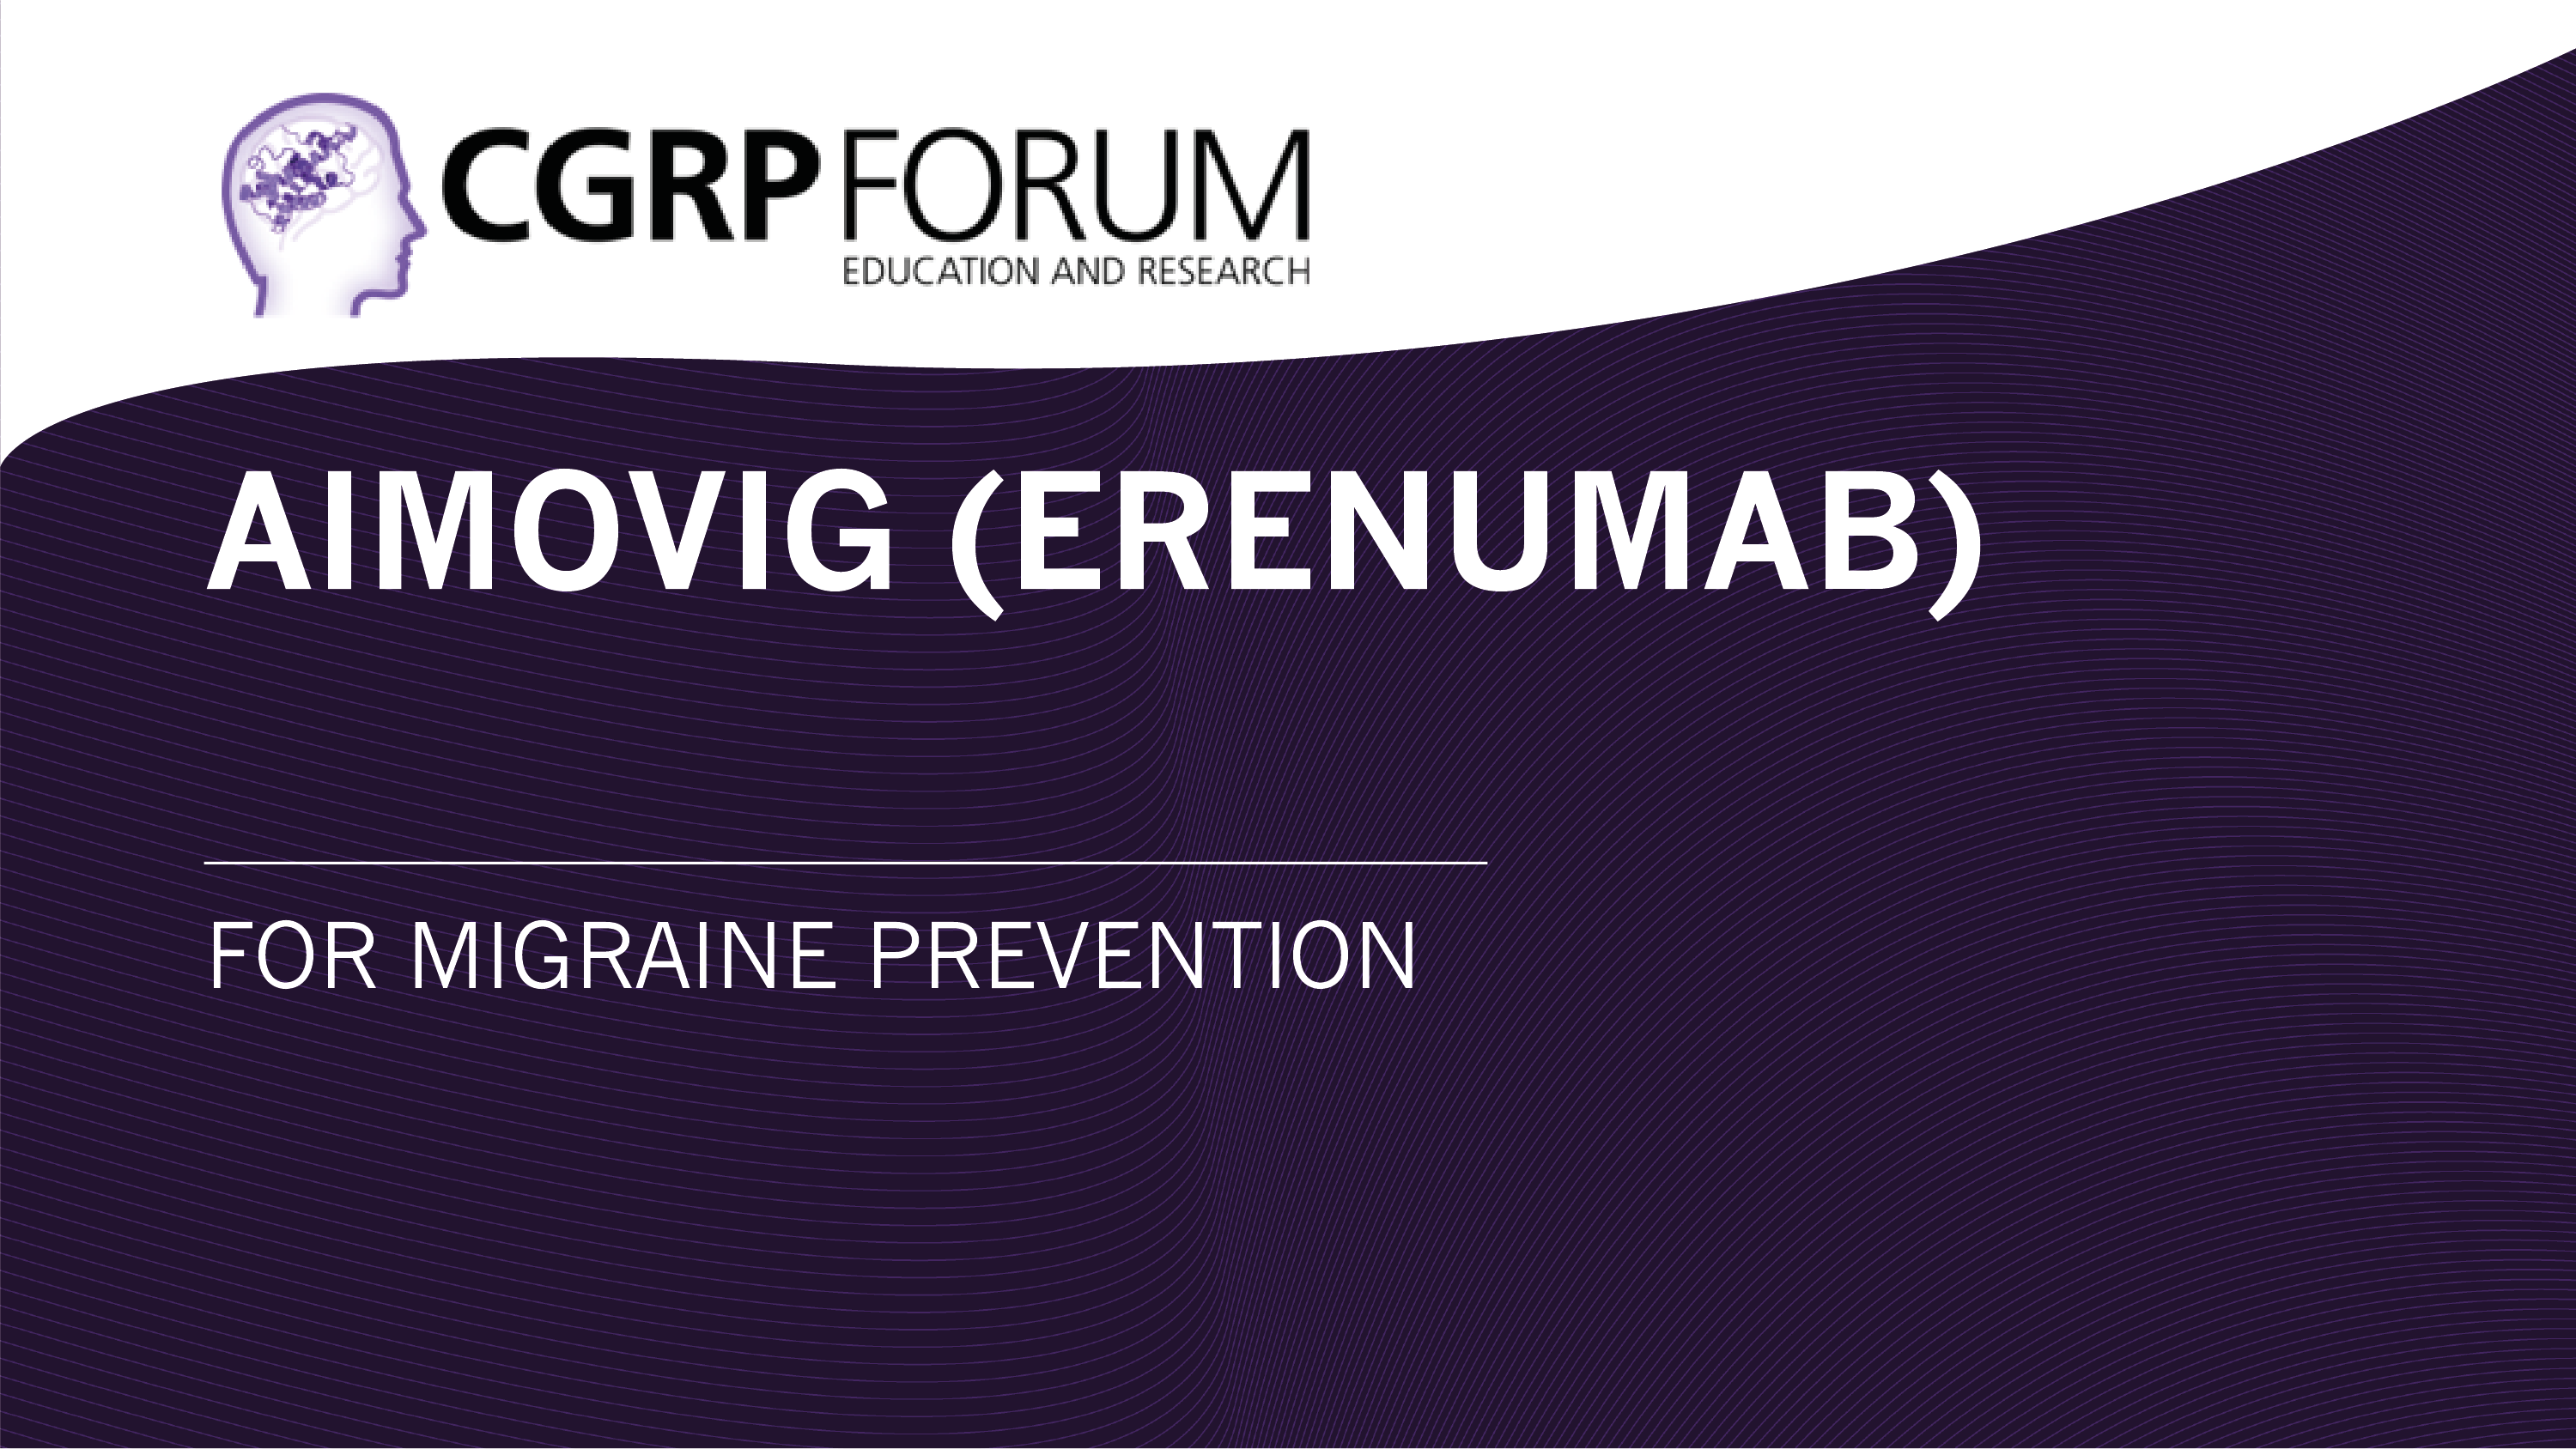 CGRP FORUM
EDUCATION AND RESEARCH
AIMOVIG (ERENUMAB)
FOR MIGRAINE PREVENTION